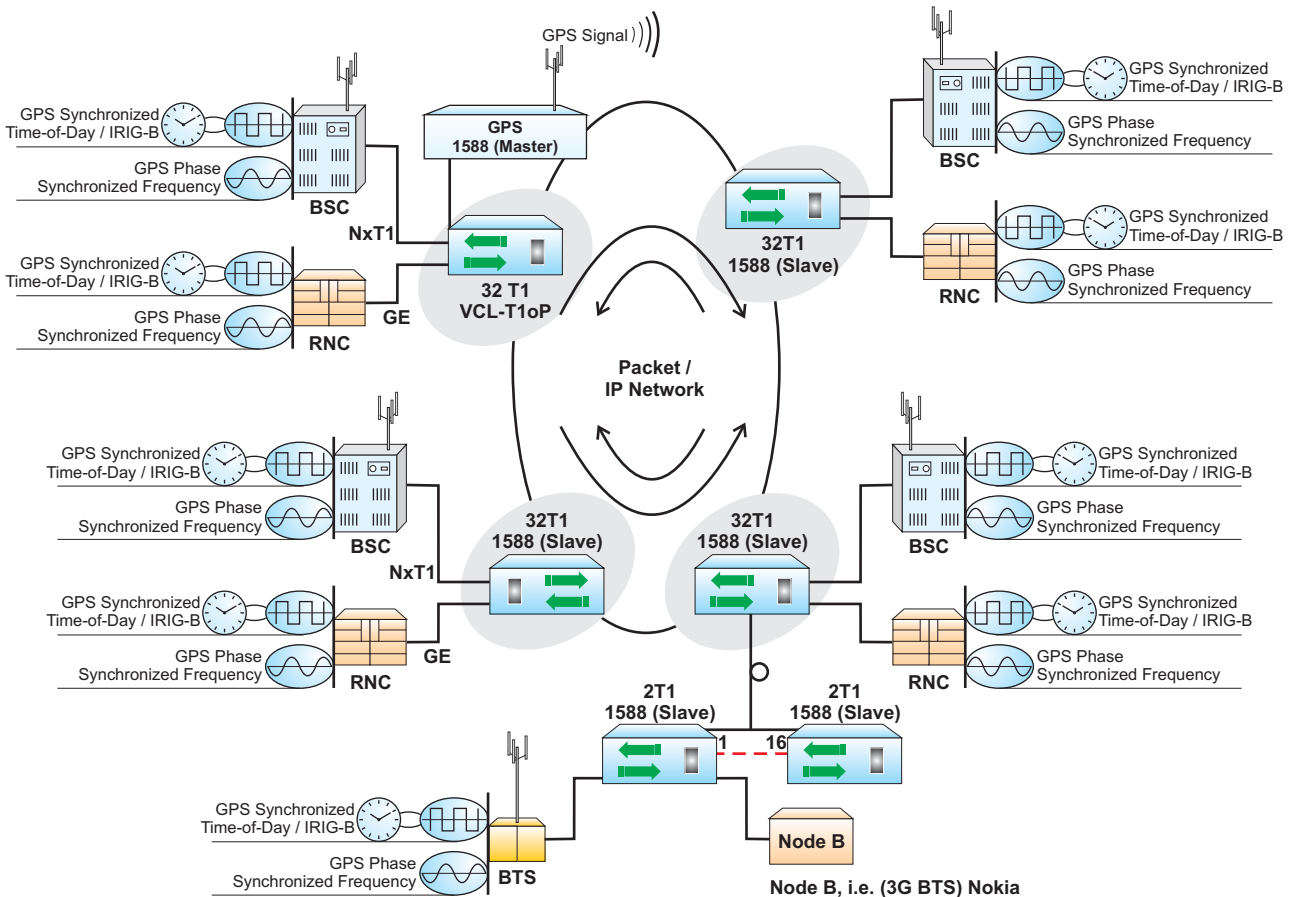 GPS Signal
GPS
1588 (Master)
GPS Synchronized
Time-of-Day / IRIG-B
GPS Phase
Synchronized Frequency
BSC
NxT1
GPS Synchronized
Time-of-Day / IRIG-B
GPS Phase
Synchronized Frequency
RNC
GE
32 T1
VCL-T1oP
GPS Synchronized
Time-of-Day / IRIG-B
GPS Phase
Synchronized Frequency
BSC
32T1
1588 (Slave)
GPS Synchronized
Time-of-Day / IRIG-B
GPS Phase
Synchronized Frequency
RNC
Packet /
IP Network
GPS Synchronized
Time-of-Day / IRIG-B
GPS Phase
Synchronized Frequency
BSC
NxT1
32T1
1588 (Slave)
GPS Synchronized
Time-of-Day / IRIG-B
GPS Phase
Synchronized Frequency
RNC
GE
32T1
1588 (Slave)
GPS Synchronized
Time-of-Day / IRIG-B
GPS Phase
Synchronized Frequency
BSC
GPS Synchronized
Time-of-Day / IRIG-B
GPS Phase
Synchronized Frequency
RNC
2T1
1588 (Slave)
2T1
1588 (Slave)
1
16
GPS Synchronized
Time-of-Day / IRIG-B
GPS Phase
Synchronized Frequency
BTS
Node B
Node B, i.e. (3G BTS) Nokia